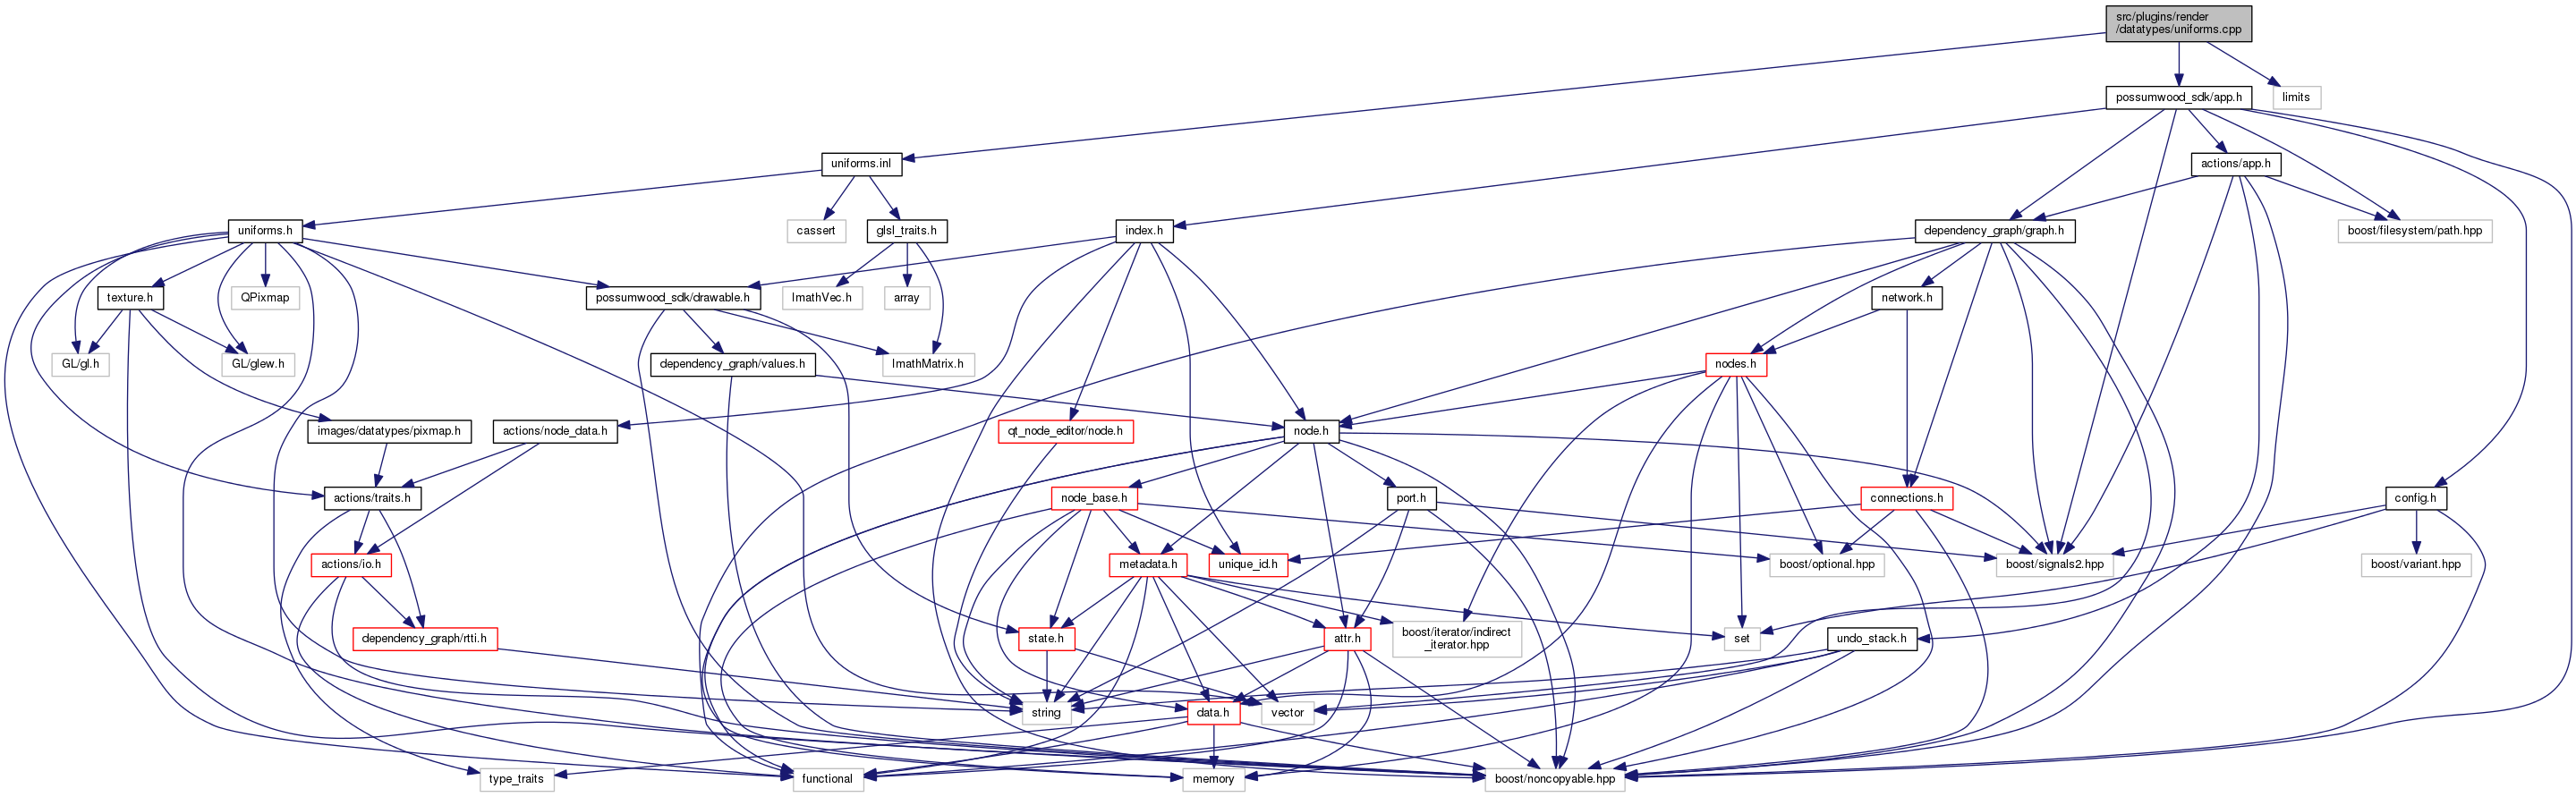 src/plugins/render
/datatypes/uniforms.cpp
possumwood_sdk/app.h
limits
uniforms.inl
actions/app.h
uniforms.h
cassert
glsl_traits.h
index.h
dependency_graph/graph.h
boost/filesystem/path.hpp
texture.h
QPixmap
possumwood_sdk/drawable.h
ImathVec.h
array
network.h
GL/gl.h
GL/glew.h
dependency_graph/values.h
ImathMatrix.h
nodes.h
images/datatypes/pixmap.h
actions/node_data.h
qt_node_editor/node.h
node.h
actions/traits.h
node_base.h
port.h
connections.h
config.h
actions/io.h
metadata.h
unique_id.h
boost/optional.hpp
boost/signals2.hpp
boost/variant.hpp
dependency_graph/rtti.h
state.h
attr.h
boost/iterator/indirect
_iterator.hpp
set
undo_stack.h
string
data.h
vector
type_traits
functional
memory
boost/noncopyable.hpp